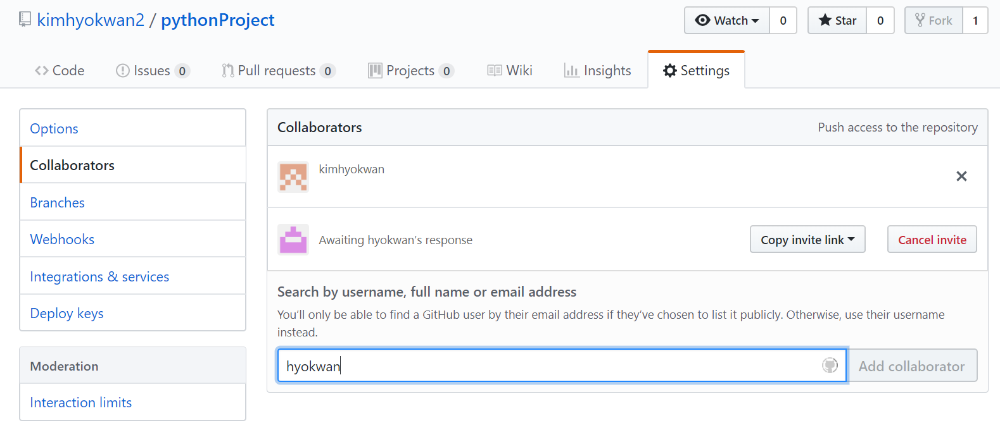 kimhyokwan2 / pythonProject
Watch 0 Star 0 Fork 1
Code Issues 0 Pull requests 0 Projects 0 Wiki Insights Settings
Options
Collaborators
Branches
Webhooks
Integrations & services
Deploy keys
Moderation
Interaction limits
Collaborators Push access to the repository
kimhyokwan
Awaiting hyokwan’s response Copy invite link Cancel invite
Search by username, full name or email address
You’ll only be able to find a GitHub user by their email address if they’ve chosen to list it publicly. Otherwise, use their username
instead.
hyokwan Add collaborator